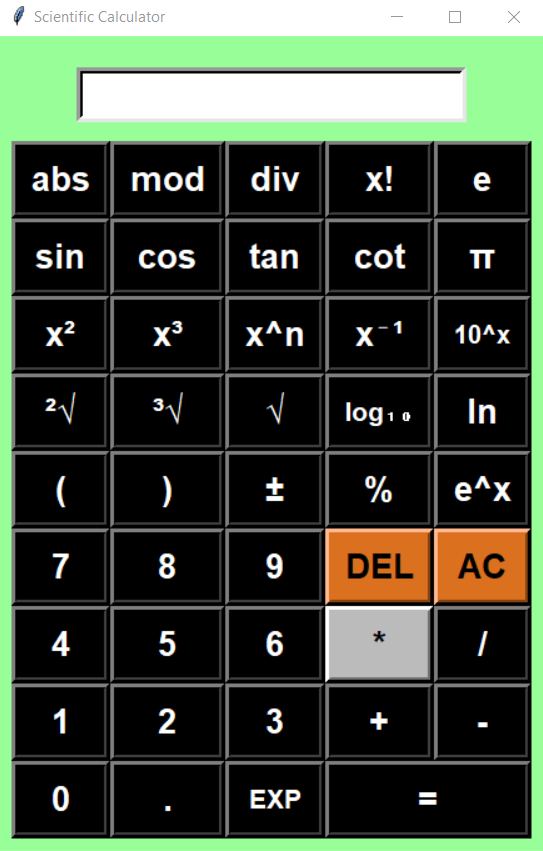 Scientific Calculator
abs mod div x! e
sin cos tan cot π
x² x³ x^n x⁻¹ 10^x
²√ ³√ √ log₁₀ ln
( ) ± % e^x
7 8 9 DEL AC
4 5 6 * /
1 2 3 + -
0 . EXP =